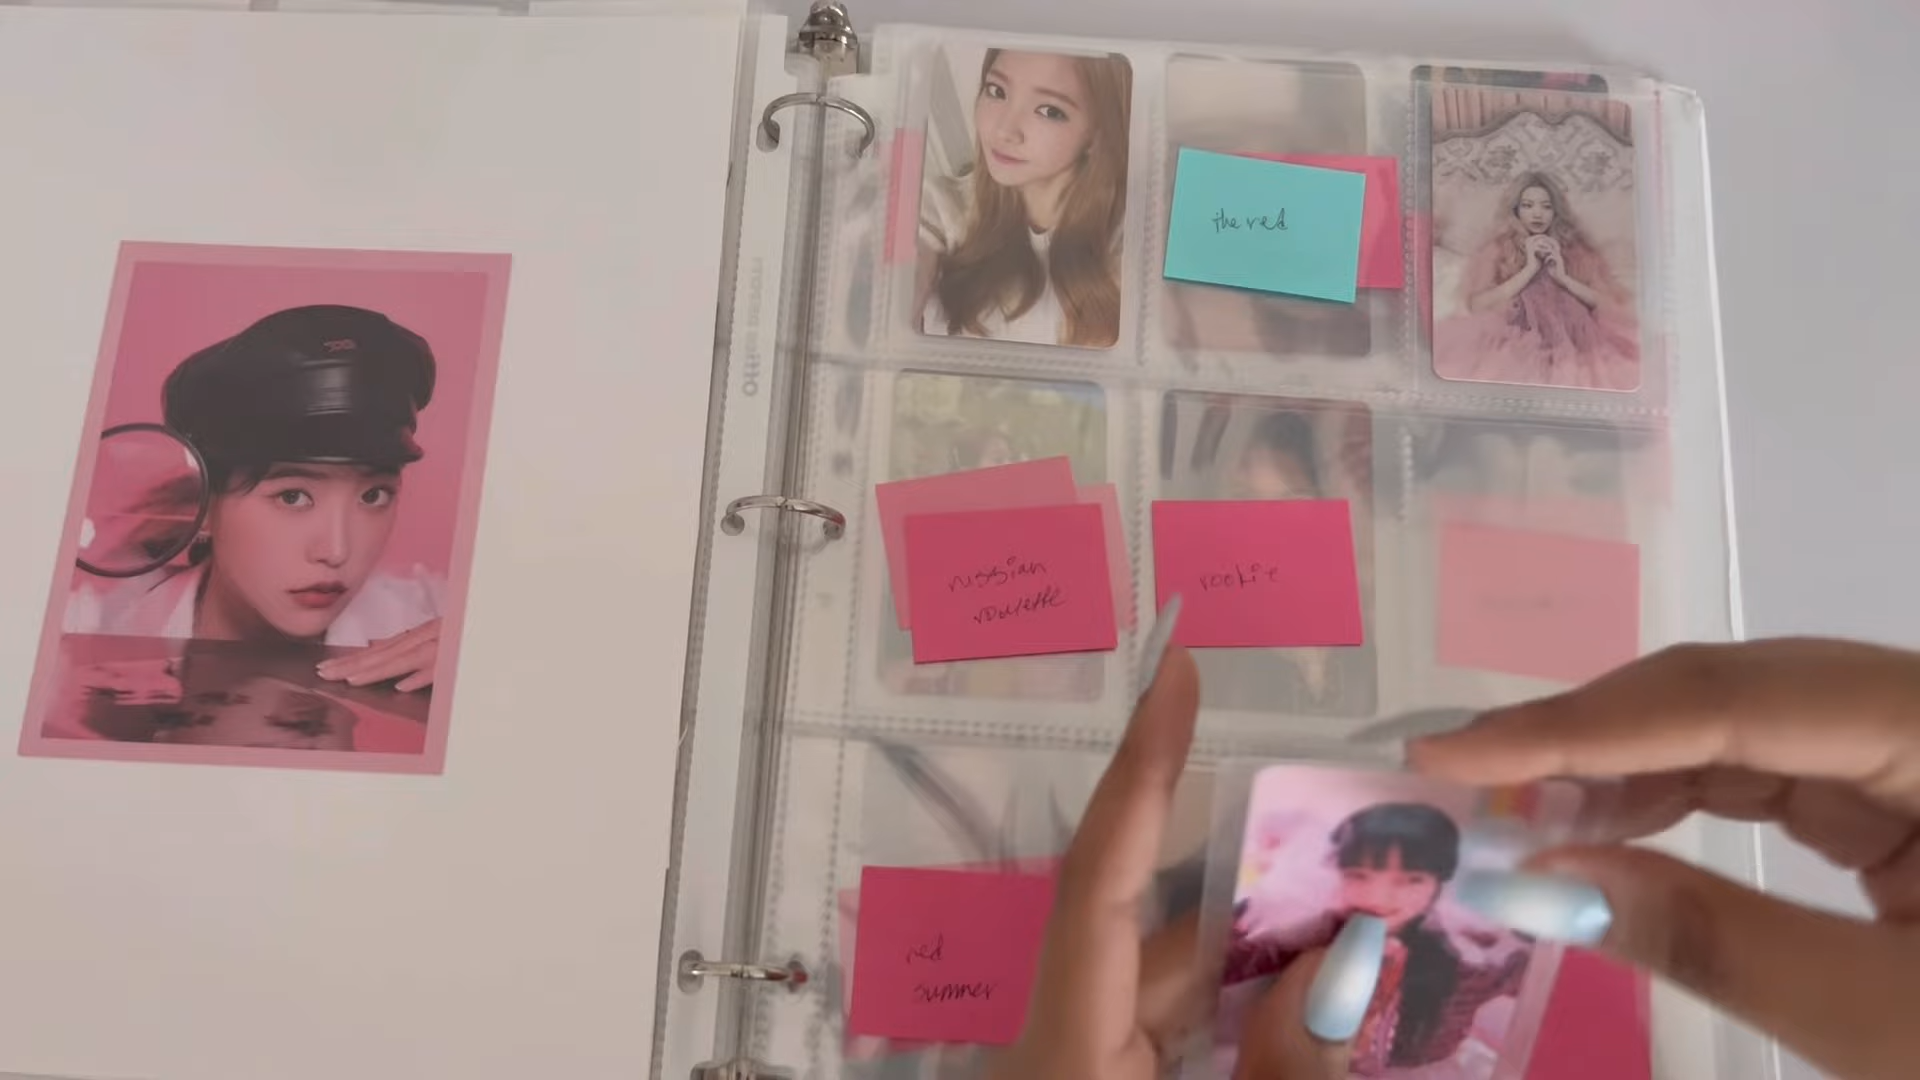 the red
russian
roulette
rookie
red
summer